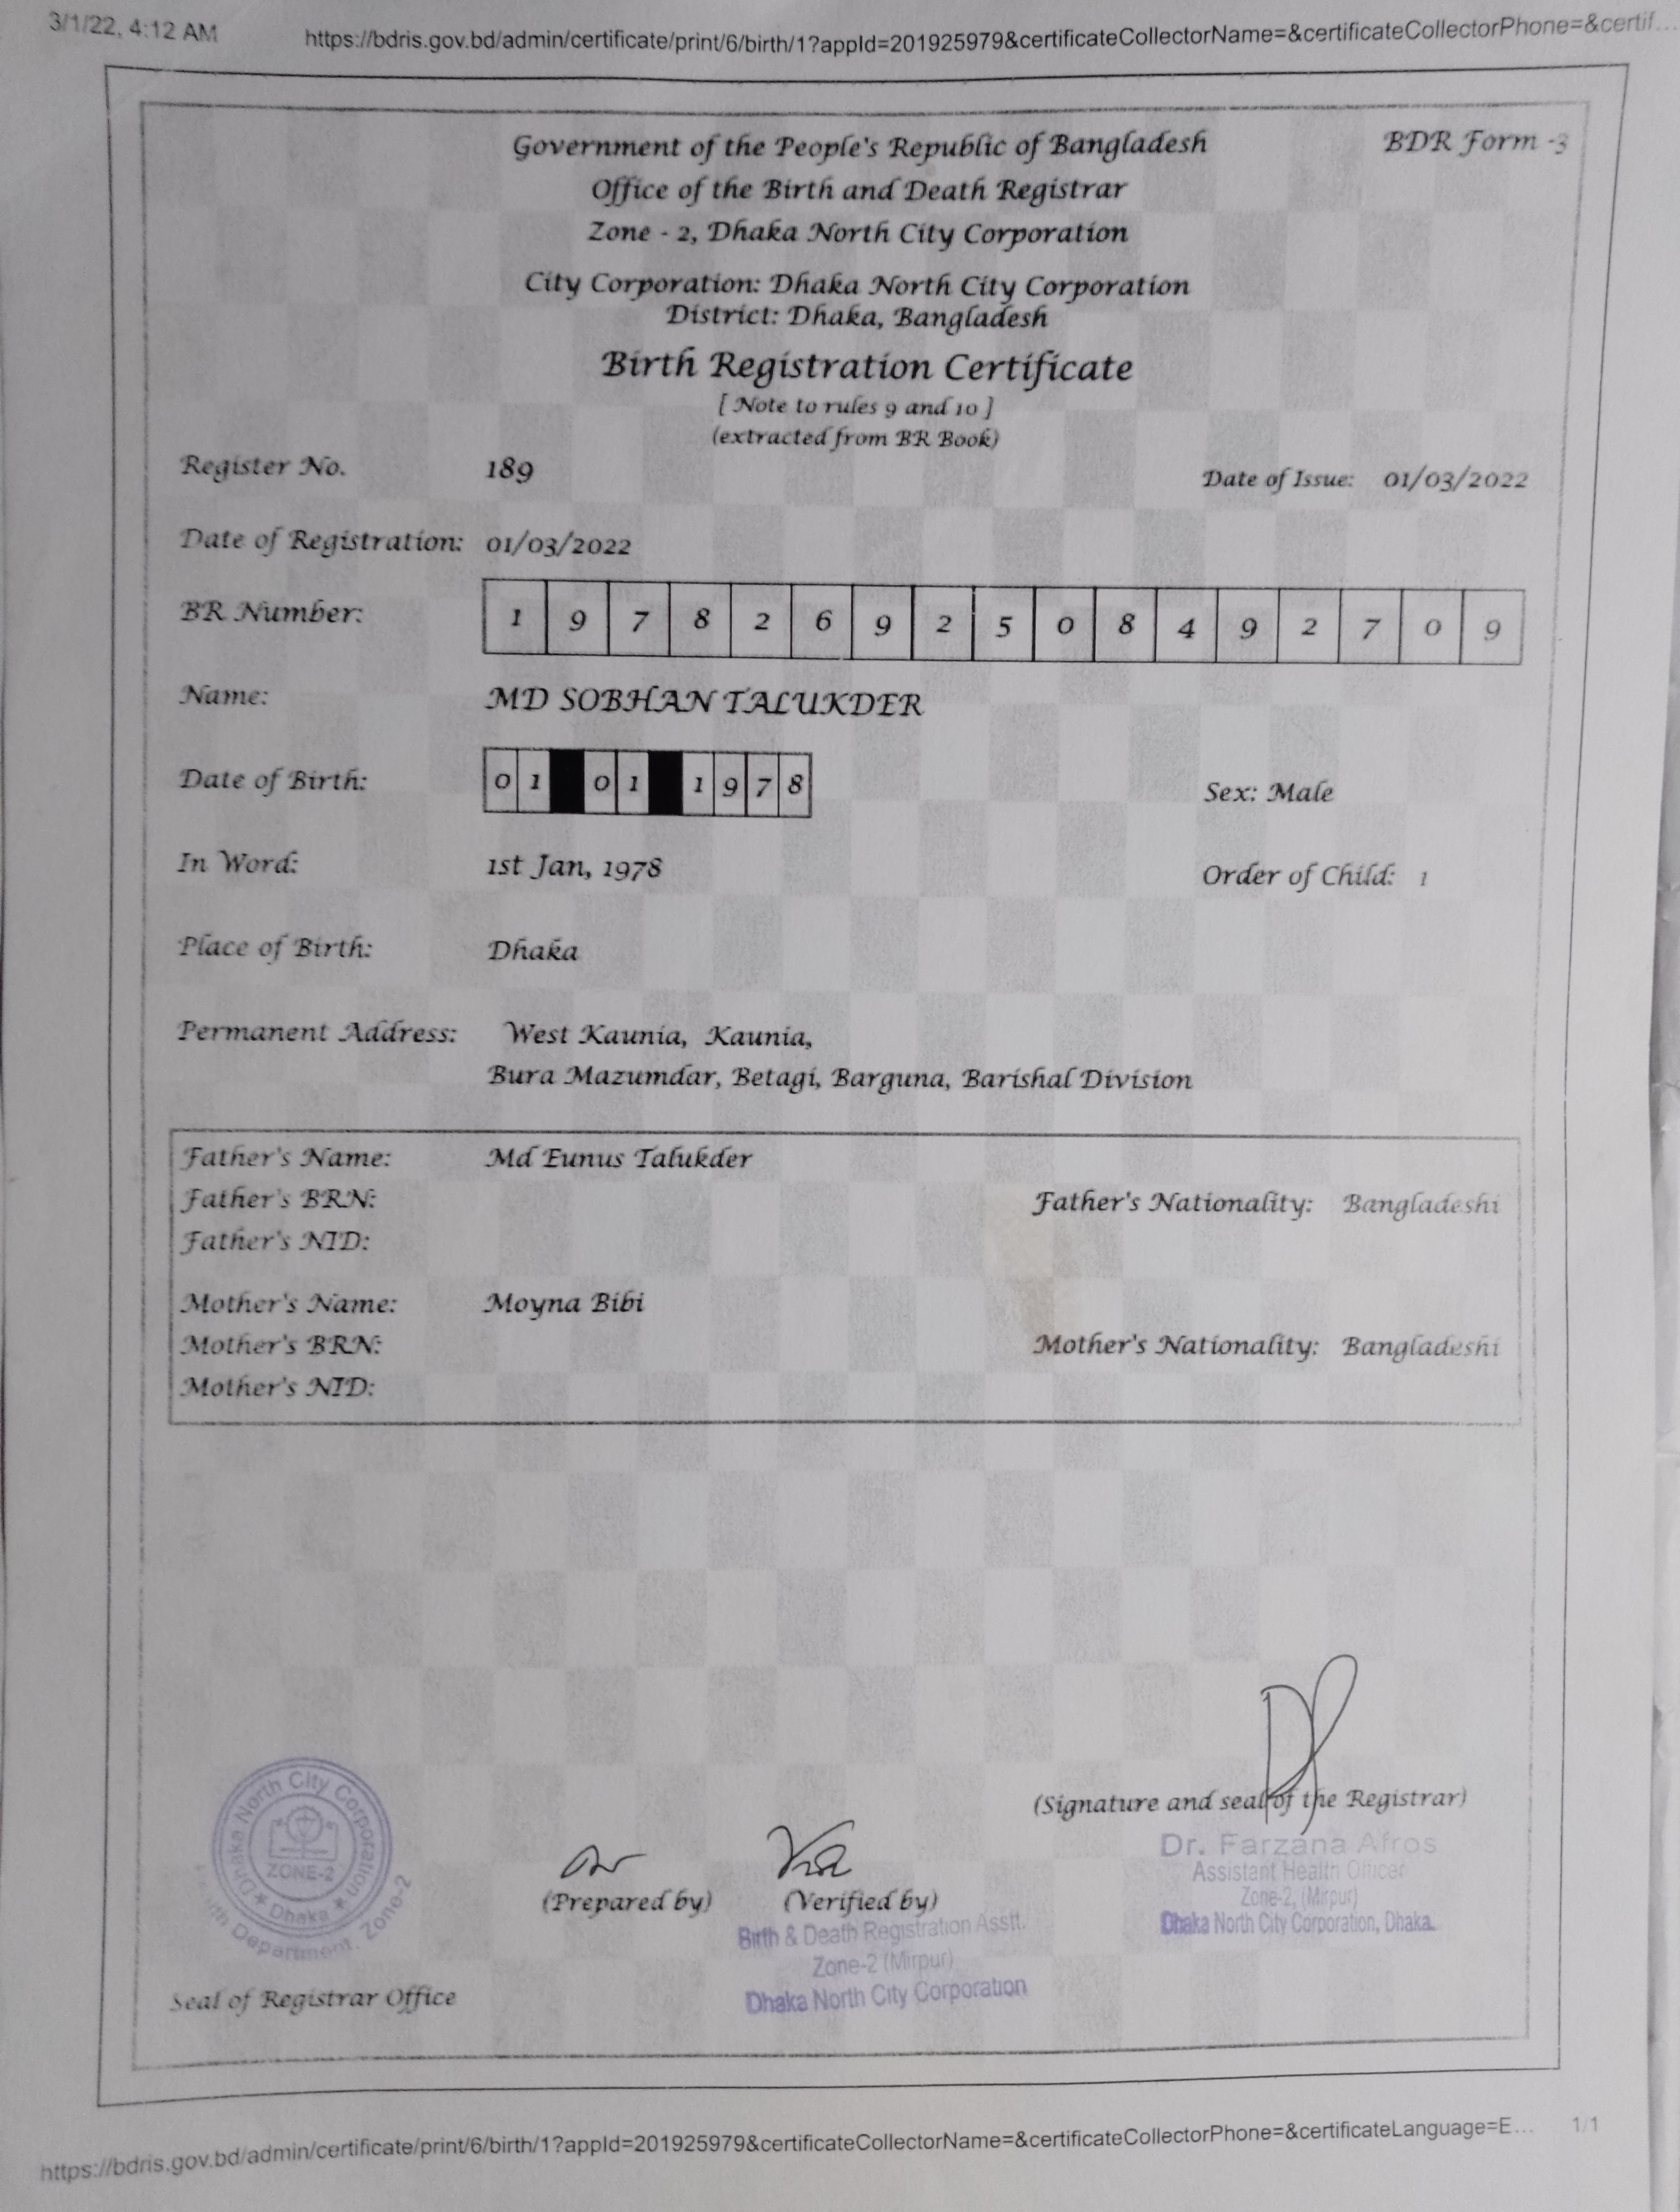 3/1/22, 4:12 AM
https://bdris.gov.bd/admin/certificate/print/6/birth/1?appId=201925979&certificateCollectorName=&certificateCollectorPhone=&certif...
Government of the People's Republic of Bangladesh
BDR Form -3
Office of the Birth and Death Registrar
Zone - 2, Dhaka North City Corporation
City Corporation: Dhaka North City Corporation
District: Dhaka, Bangladesh
Birth Registration Certificate
[ Note to rules 9 and 10 ]
(extracted from BR Book)
Register No. 189 Date of Issue: 01/03/2022
Date of Registration: 01/03/2022
BR Number: 1 9 7 8 2 6 9 2 5 0 8 4 9 2 7 0 9
Name: MD SOBHAN TALUKDER
Date of Birth: 0 1 0 1 1 9 7 8 Sex: Male
In Word: 1st Jan, 1978 Order of Child: 1
Place of Birth: Dhaka
Permanent Address: West Kaunia, Kaunia,
Bura Mazumdar, Betagi, Barguna, Barishal Division
Father's Name: Md Eunus Talukder
Father's BRN: Father's Nationality: Bangladeshi
Father's NID:
Mother's Name: Moyna Bibi
Mother's BRN: Mother's Nationality: Bangladeshi
Mother's NID:
(Signature and seal of the Registrar)
Dr. Farzana Afros
Assistant Health Officer
Zone-2, (Mirpur)
Dhaka North City Corporation, Dhaka.
(Prepared by) (Verified by)
Birth & Death Registration Asstt.
Zone-2 (Mirpur)
Dhaka North City Corporation
Dhaka North City Corporation
ZONE-2
★ Dhaka ★
Department, Zone-2
Seal of Registrar Office
https://bdris.gov.bd/admin/certificate/print/6/birth/1?appId=201925979&certificateCollectorName=&certificateCollectorPhone=&certificateLanguage=E... 1/1